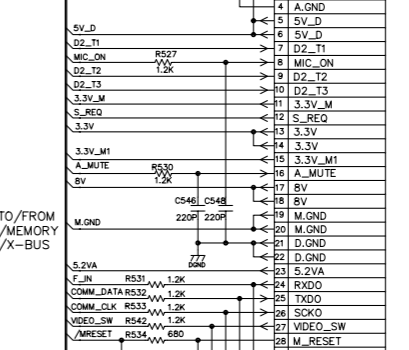 4 A.GND
5 5V_D
5V_D 6 5V_D
D2_T1 7 D2_T1
MIC_ON R527 1.2K 8 MIC_ON
D2_T2 9 D2_T2
D2_T3 10 D2_T3
3.3V_M 11 3.3V_M
S_REQ 12 S_REQ
3.3V 13 3.3V
14 3.3V
3.3V_M1 15 3.3V_M1
A_MUTE R530 1.2K 16 A_MUTE
8V 17 8V
C546 C548 18 8V
TO/FROM 220P 220P 19 M.GND
/MEMORY M.GND 20 M.GND
/X-BUS 21 D.GND
DGND 22 D.GND
5.2VA 23 5.2VA
F_IN R531 1.2K 24 RXDO
COMM_DATA R532 1.2K 25 TXDO
COMM_CLK R533 1.2K 26 SCKO
VIDEO_SW R542 1.2K 27 VIDEO_SW
/MRESET R534 680 28 M_RESET